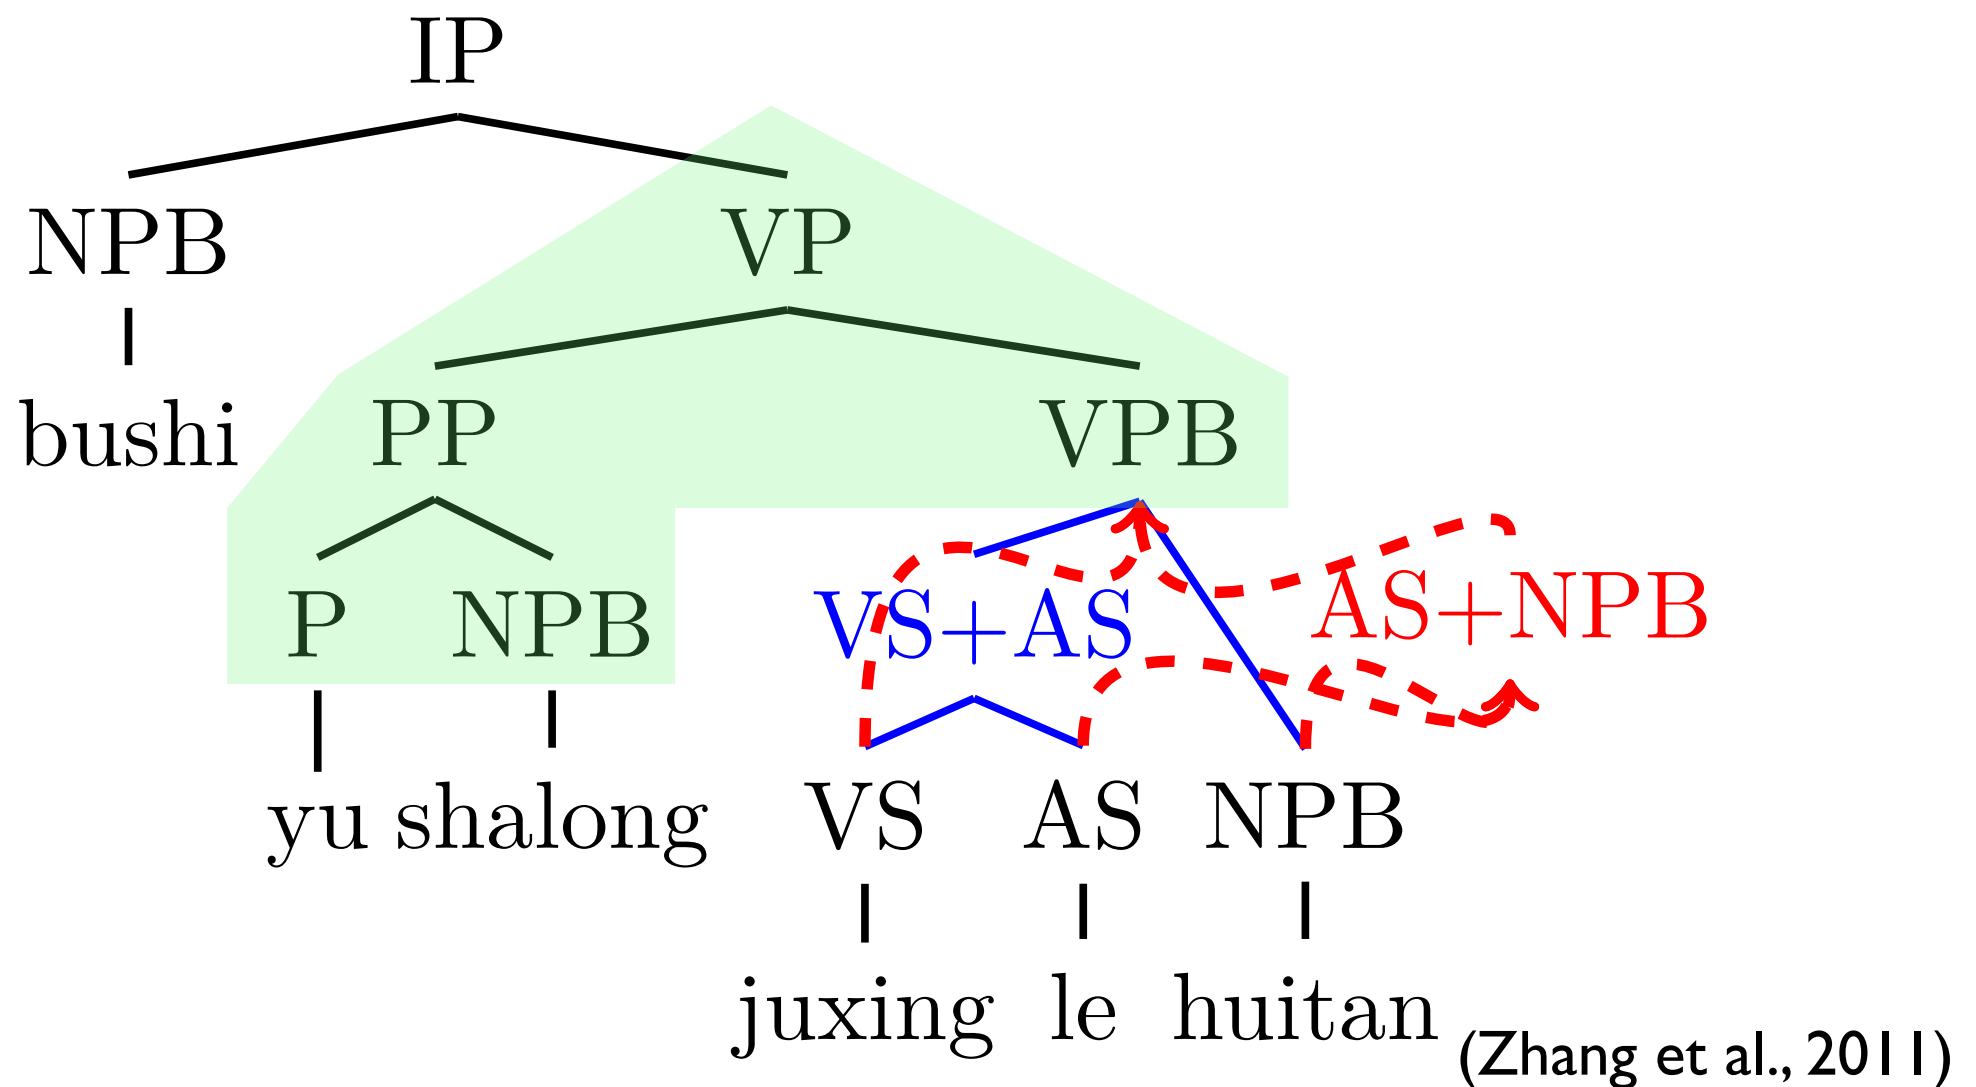 IP
NPB VP
bushi PP VPB
P NPB VS+AS AS+NPB
yu shalong VS AS NPB
juxing le huitan
(Zhang et al., 2011)